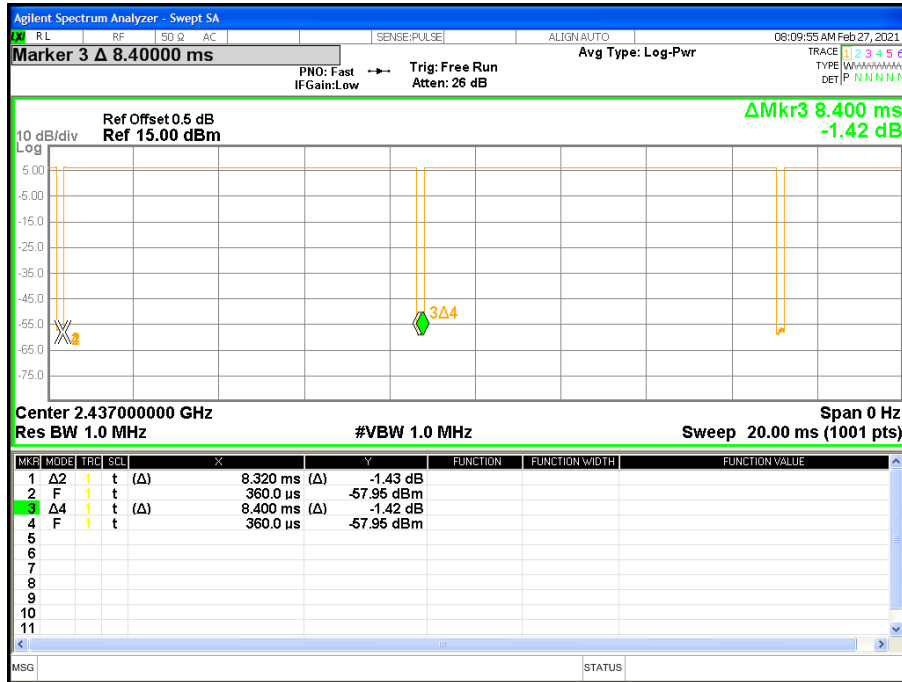 Agilent Spectrum Analyzer - Swept SA
LXI RL RF 50 Ω AC SENSE:PULSE ALIGN AUTO 08:09:55 AM Feb 27, 2021
Marker 3 Δ 8.40000 ms Avg Type: Log-Pwr TRACE 1 2 3 4 5 6
PNO: Fast Trig: Free Run TYPE W
IFGain:Low Atten: 26 dB DET P N N N N N
ΔMkr3 8.400 ms
-1.42 dB
Ref Offset 0.5 dB
10 dB/div Ref 15.00 dBm
Log
5.00
-5.00
-15.0
-25.0
-35.0
-45.0
-55.0
3Δ4
-65.0
-75.0
Center 2.437000000 GHz Span 0 Hz
Res BW 1.0 MHz #VBW 1.0 MHz Sweep 20.00 ms (1001 pts)
MKR MODE TRC SCL X Y FUNCTION FUNCTION WIDTH FUNCTION VALUE
1 Δ2 1 t (Δ) 8.320 ms (Δ) -1.43 dB
2 F 1 t 360.0 µs -57.95 dBm
3 Δ4 1 t (Δ) 8.400 ms (Δ) -1.42 dB
4 F 1 t 360.0 µs -57.95 dBm
5
6
7
8
9
10
11
MSG STATUS